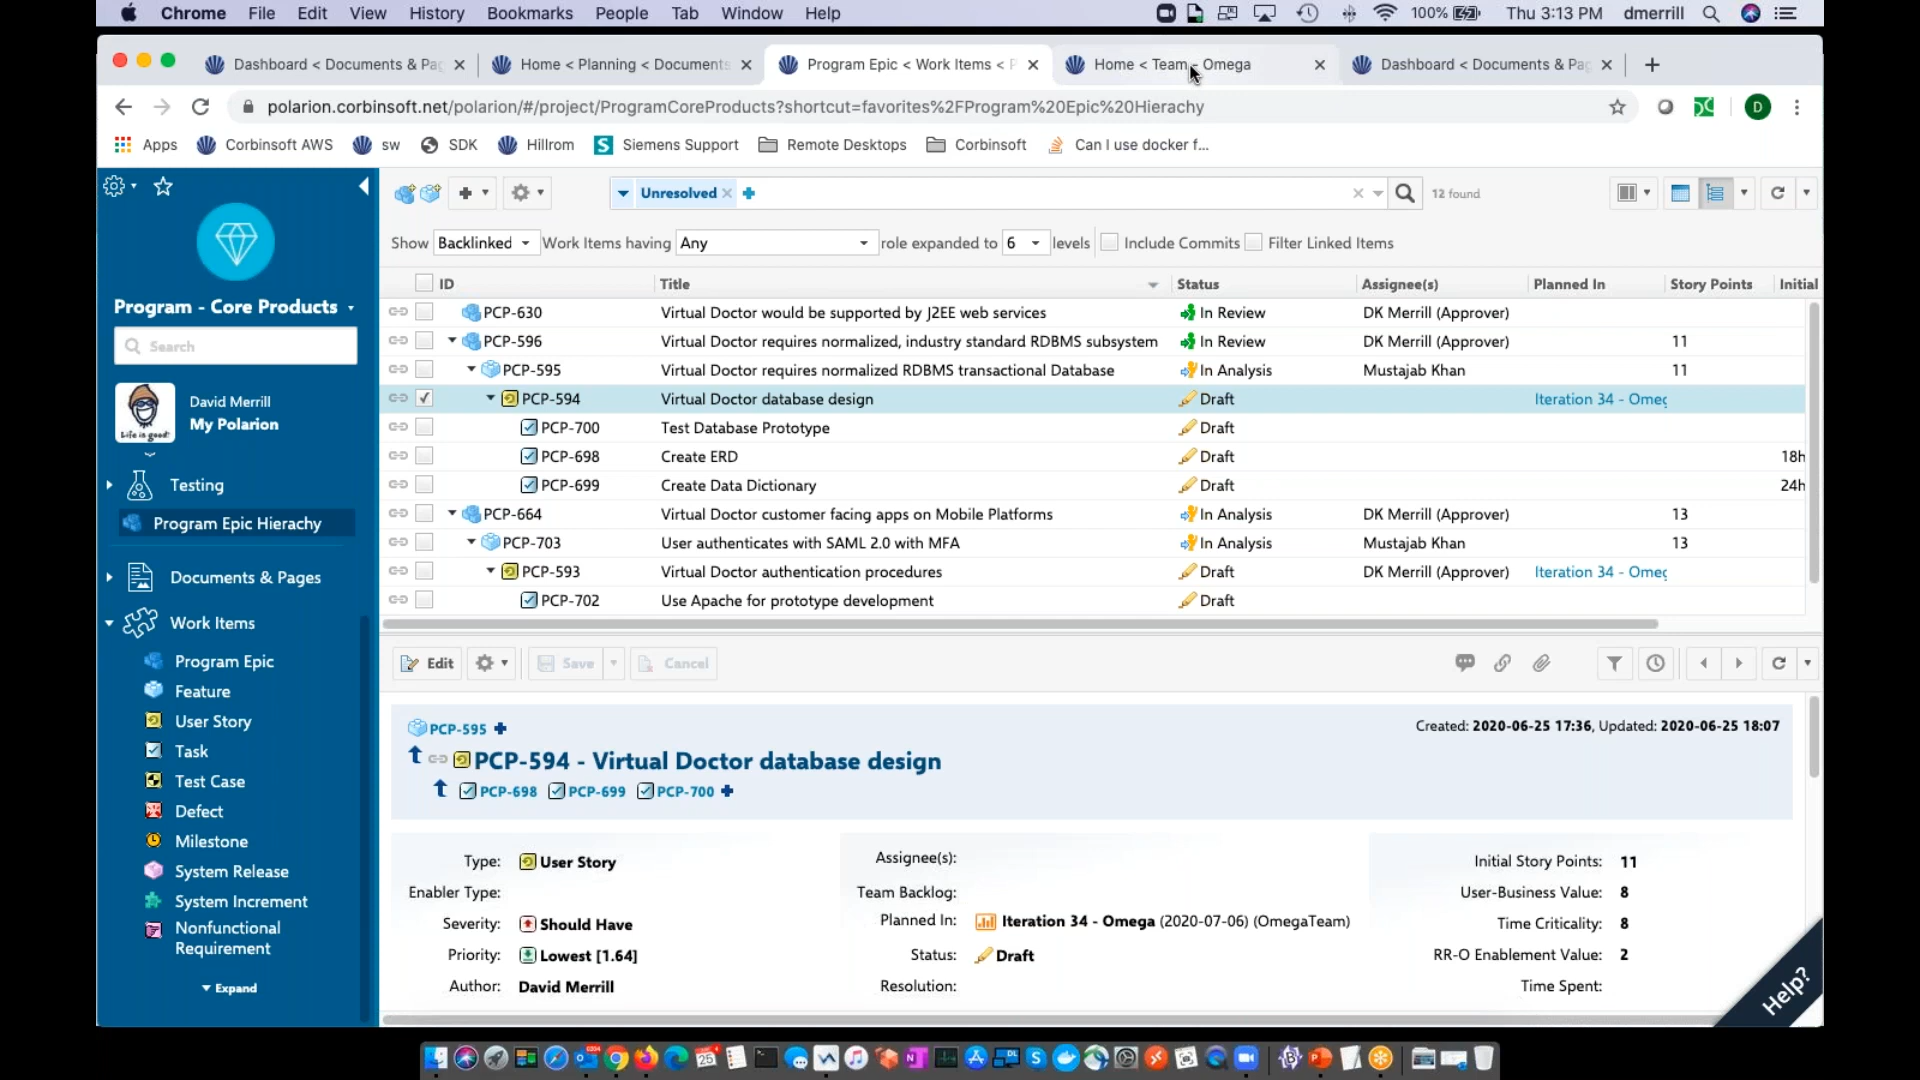 Chrome File Edit View History Bookmarks People Tab Window Help 100% Thu 3:13 PM dmerrill
Dashboard < Documents & Pag Home < Planning < Documents Program Epic < Work Items < P Home < Team - Omega Dashboard < Documents & Pag
polarion.corbinsoft.net/polarion/#/project/ProgramCoreProducts?shortcut=favorites%2FProgram%20Epic%20Hierachy D
Apps Corbinsoft AWS sw SDK Hillrom Siemens Support Remote Desktops Corbinsoft Can I use docker f...
Program - Core Products
Search
David Merrill
My Polarion
Life is good!
Testing
Program Epic Hierachy
Documents & Pages
Work Items
Program Epic
Feature
User Story
Task
Test Case
Defect
Milestone
System Release
System Increment
Nonfunctional
Requirement
Expand
Unresolved 12 found
Show Backlinked Work Items having Any role expanded to 6 levels Include Commits Filter Linked Items
ID Title Status Assignee(s) Planned In Story Points Initial
PCP-630 Virtual Doctor would be supported by J2EE web services In Review DK Merrill (Approver)
PCP-596 Virtual Doctor requires normalized, industry standard RDBMS subsystem In Review DK Merrill (Approver) 11
PCP-595 Virtual Doctor requires normalized RDBMS transactional Database In Analysis Mustajab Khan 11
PCP-594 Virtual Doctor database design Draft Iteration 34 - Omeg
PCP-700 Test Database Prototype Draft
PCP-698 Create ERD Draft 18h
PCP-699 Create Data Dictionary Draft 24h
PCP-664 Virtual Doctor customer facing apps on Mobile Platforms In Analysis DK Merrill (Approver) 13
PCP-703 User authenticates with SAML 2.0 with MFA In Analysis Mustajab Khan 13
PCP-593 Virtual Doctor authentication procedures Draft DK Merrill (Approver) Iteration 34 - Omeg
PCP-702 Use Apache for prototype development Draft
Edit Save Cancel
PCP-595 Created: 2020-06-25 17:36, Updated: 2020-06-25 18:07
PCP-594 - Virtual Doctor database design
PCP-698 PCP-699 PCP-700
Type: User Story Assignee(s): Initial Story Points: 11
Enabler Type: Team Backlog: User-Business Value: 8
Severity: Should Have Planned In: Iteration 34 - Omega (2020-07-06) (OmegaTeam) Time Criticality: 8
Priority: Lowest [1.64] Status: Draft RR-O Enablement Value: 2
Author: David Merrill Resolution: Time Spent:
Help?